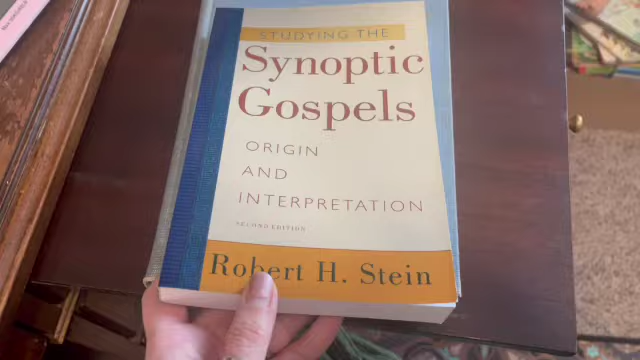 STUDYING THE
Synoptic
Gospels
ORIGIN
AND
INTERPRETATION
SECOND EDITION
Robert H. Stein